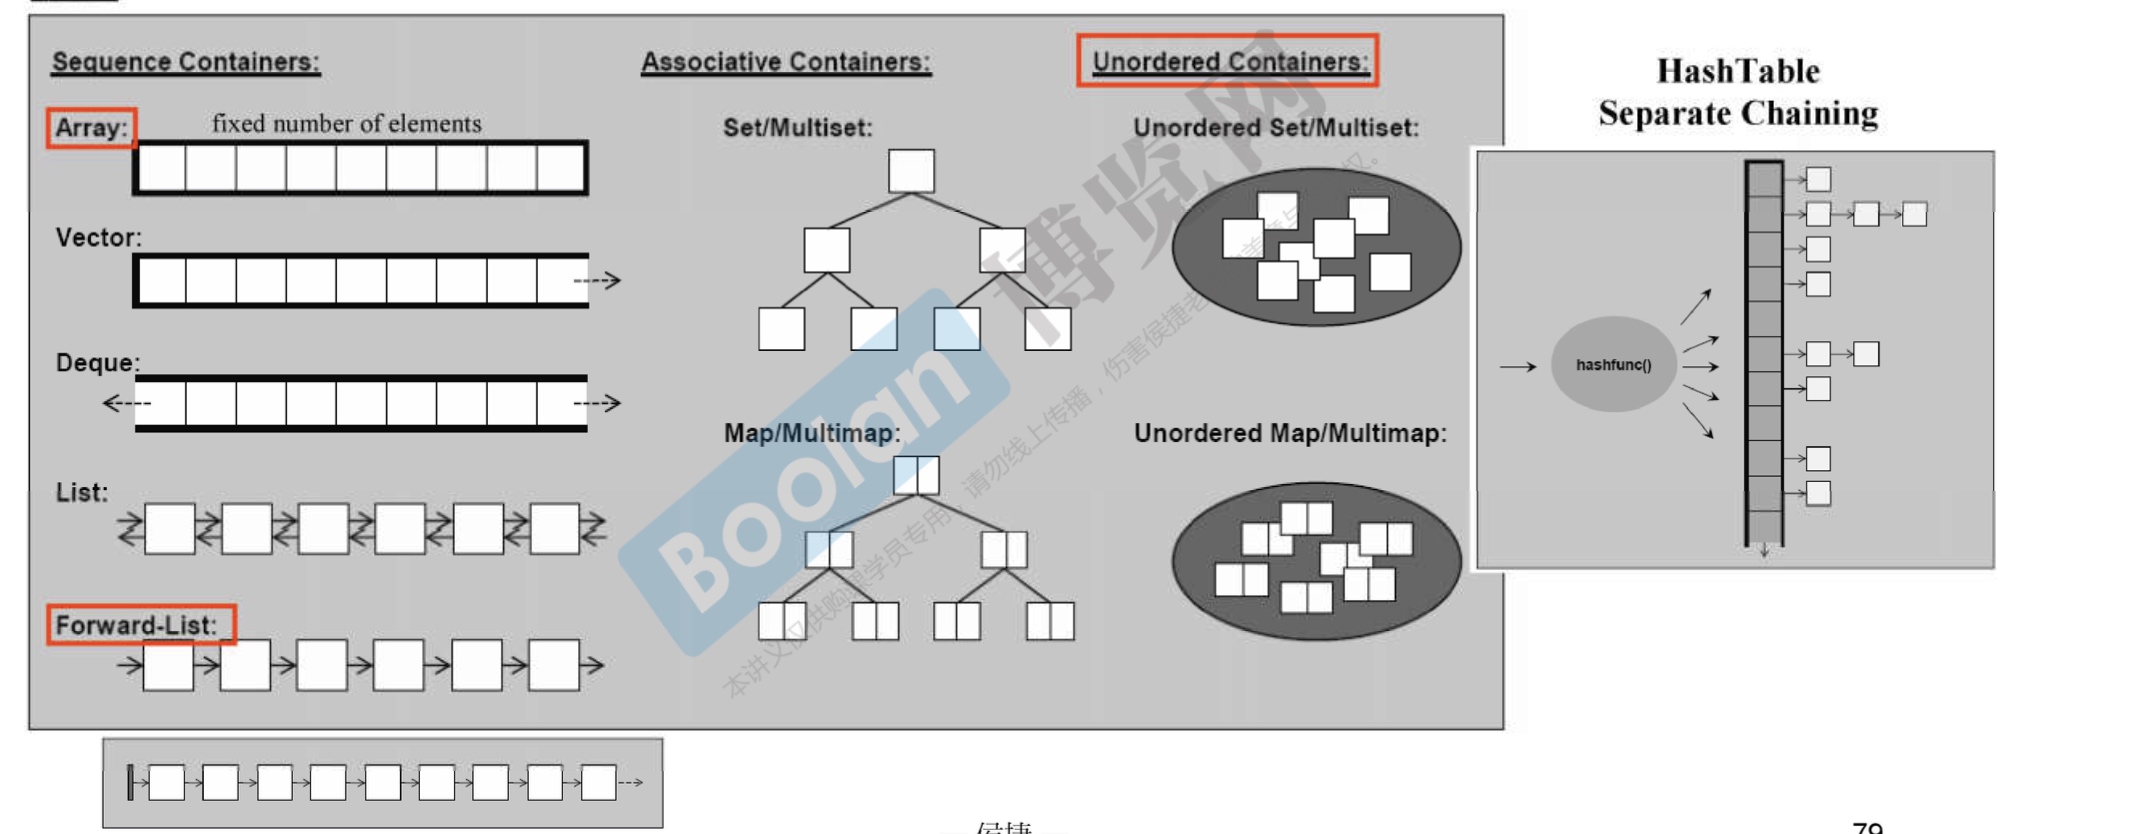 Sequence Containers:
Array:
fixed number of elements
Vector:
Deque:
List:
Forward-List:
Associative Containers:
Set/Multiset:
Map/Multimap:
Unordered Containers:
Unordered Set/Multiset:
Unordered Map/Multimap:
HashTable
Separate Chaining
hashfunc()
Boolan
博览网
本讲义仅供购课学员专用,请勿线上传播,伤害侯捷老
权。
侯捷
79